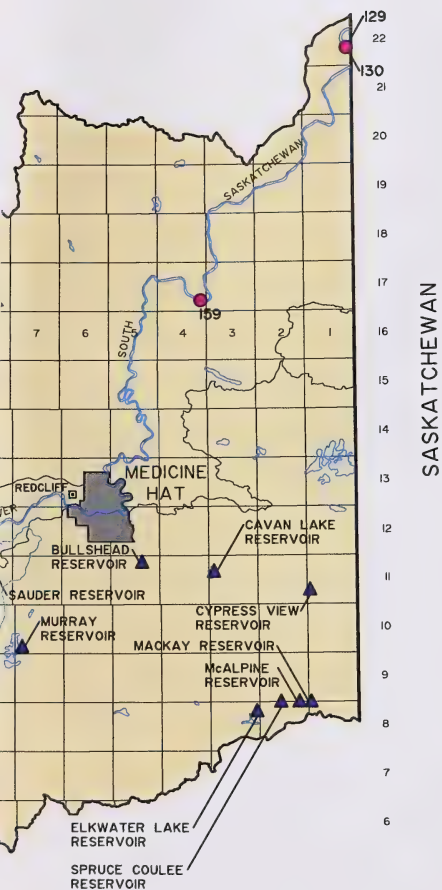 129
22
130
21
20
SASKATCHEWAN
19
18
17
159
7
6
5
4
3
2
1
16
SOUTH
15
14
SASKATCHEWAN
MEDICINE
HAT
13
REDCLIFF
12
BULLSHEAD
RESERVOIR
CAVAN LAKE
RESERVOIR
11
SAUDER RESERVOIR
CYPRESS VIEW
RESERVOIR
MURRAY
RESERVOIR
10
MACKAY RESERVOIR
McALPINE
RESERVOIR
9
8
7
6
ELKWATER LAKE
RESERVOIR
SPRUCE COULEE
RESERVOIR